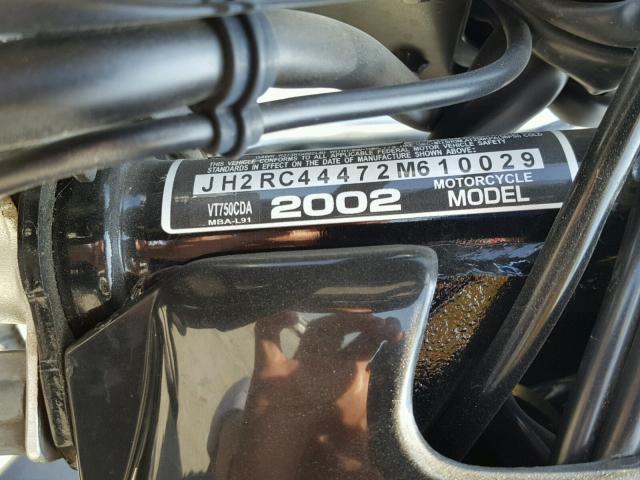 THIS VEHICLE CONFORMS TO ALL APPLICABLE FEDERAL MOTOR VEHICLE SAFETY
STANDARDS IN EFFECT ON THE DATE OF MANUFACTURE SHOWN ABOVE.
JH2RC44472M610029
VT750CDA 2002 MOTORCYCLE
MBA-L91 MODEL